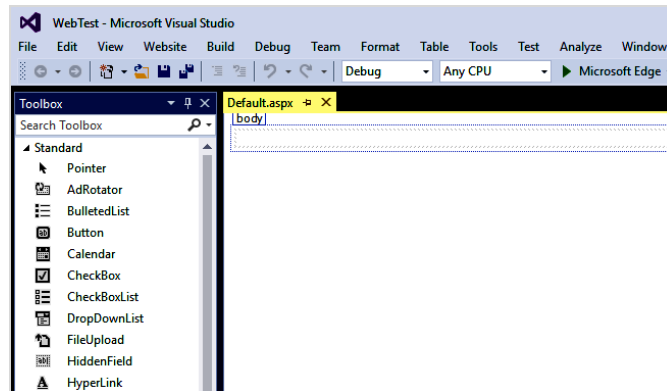 WebTest - Microsoft Visual Studio
File Edit View Website Build Debug Team Format Table Tools Test Analyze Window
Debug Any CPU Microsoft Edge
Toolbox
Default.aspx
Search Toolbox
body
Standard
Pointer
AdRotator
BulletedList
Button
Calendar
CheckBox
CheckBoxList
DropDownList
FileUpload
HiddenField
HyperLink